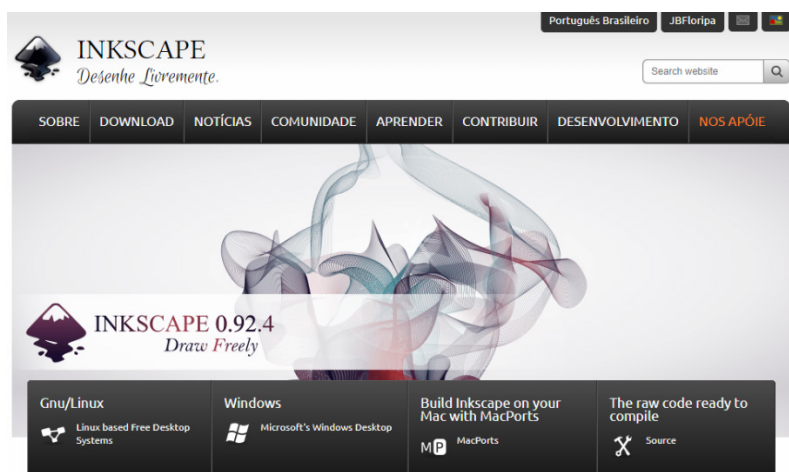 Português Brasileiro JBFloripa
INKSCAPE
Desenhe Livremente.
Search website
SOBRE DOWNLOAD NOTÍCIAS COMUNIDADE APRENDER CONTRIBUIR DESENVOLVIMENTO NOS APÓIE
INKSCAPE 0.92.4
Draw Freely
Gnu/Linux
Linux based Free Desktop
Systems
Windows
Microsoft's Windows Desktop
Build Inkscape on your
Mac with MacPorts
MP MacPorts
The raw code ready to
compile
Source